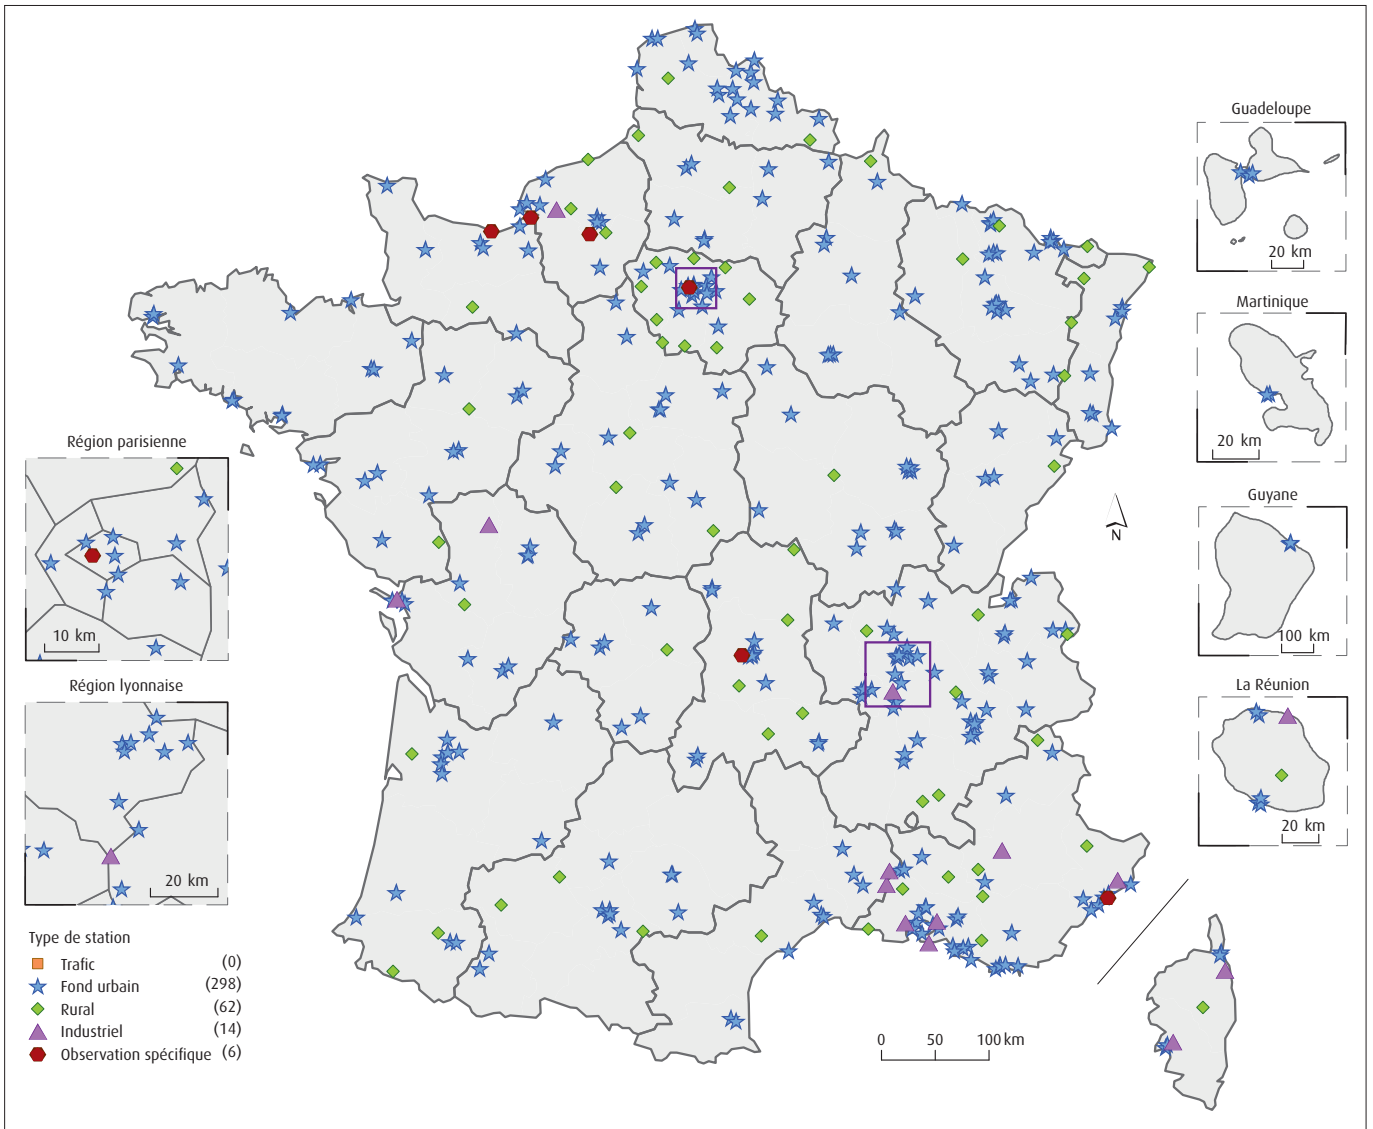 Guadeloupe
20 km
Martinique
20 km
N
Guyane
100 km
La Réunion
20 km
Région parisienne
10 km
Région lyonnaise
20 km
Type de station
Trafic (0)
Fond urbain (298)
Rural (62)
Industriel (14)
Observation spécifique (6)
0 50 100 km